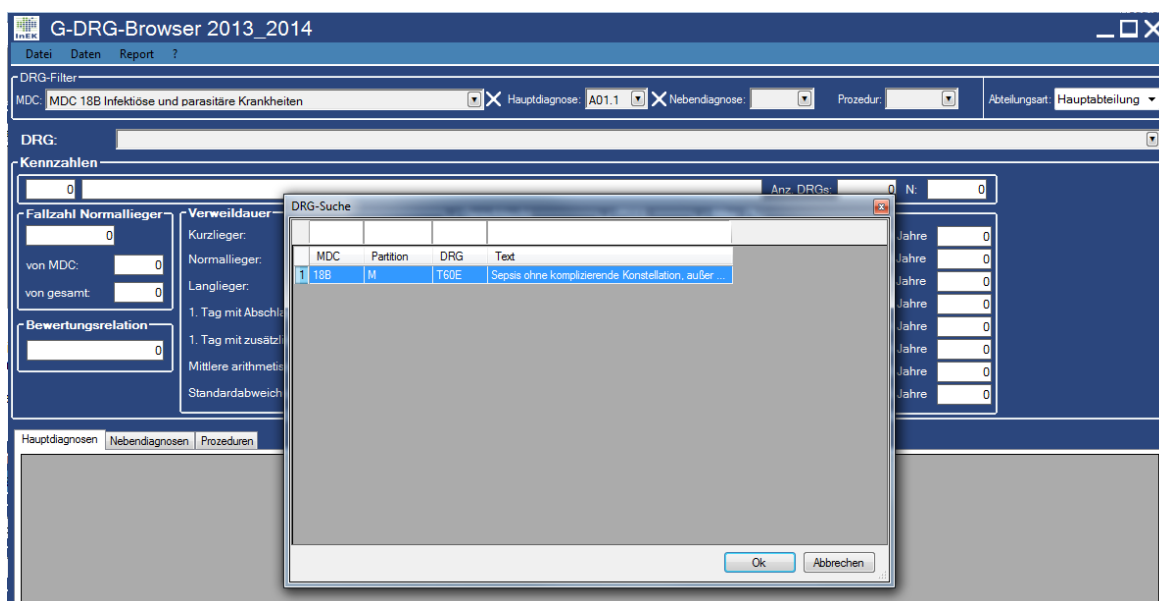 InEK G-DRG-Browser 2013_2014
Datei Daten Report ?
DRG-Filter
MDC: MDC 18B Infektiöse und parasitäre Krankheiten Hauptdiagnose: A01.1 Nebendiagnose: Prozedur: Abteilungsart: Hauptabteilung
DRG:
Kennzahlen
0 Anz. DRGs: 0 N: 0
Fallzahl Normallieger
0
von MDC: 0
von gesamt: 0
Bewertungsrelation
0
Verweildauer
Kurzlieger:
Normallieger:
Langlieger:
1. Tag mit Abschla
1. Tag mit zusätzli
Mittlere arithmetis
Standardabweich
DRG-Suche
MDC Partition DRG Text
1 18B M T60E Sepsis ohne komplizierende Konstellation, außer ...
Ok Abbrechen
Jahre 0
Jahre 0
Jahre 0
Jahre 0
Jahre 0
Jahre 0
Jahre 0
Jahre 0
Hauptdiagnosen Nebendiagnosen Prozeduren